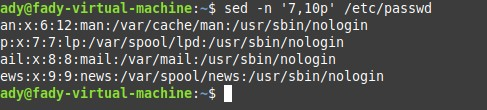 ady@fady-virtual-machine:~$ sed -n '7,10p' /etc/passwd
an:x:6:12:man:/var/cache/man:/usr/sbin/nologin
p:x:7:7:lp:/var/spool/lpd:/usr/sbin/nologin
ail:x:8:8:mail:/var/mail:/usr/sbin/nologin
ews:x:9:9:news:/var/spool/news:/usr/sbin/nologin
ady@fady-virtual-machine:~$